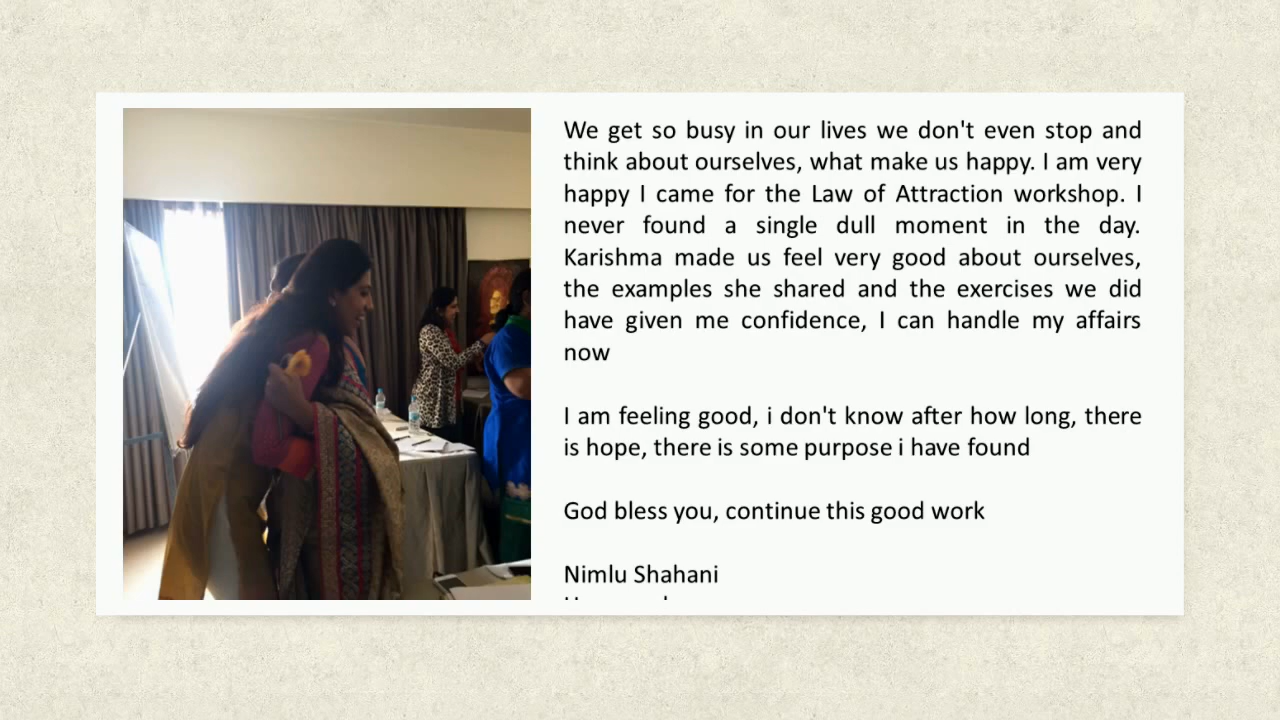 We get so busy in our lives we don't even stop and
think about ourselves, what make us happy. I am very
happy I came for the Law of Attraction workshop. I
never found a single dull moment in the day.
Karishma made us feel very good about ourselves,
the examples she shared and the exercises we did
have given me confidence, I can handle my affairs
now
I am feeling good, i don't know after how long, there
is hope, there is some purpose i have found
God bless you, continue this good work
Nimlu Shahani